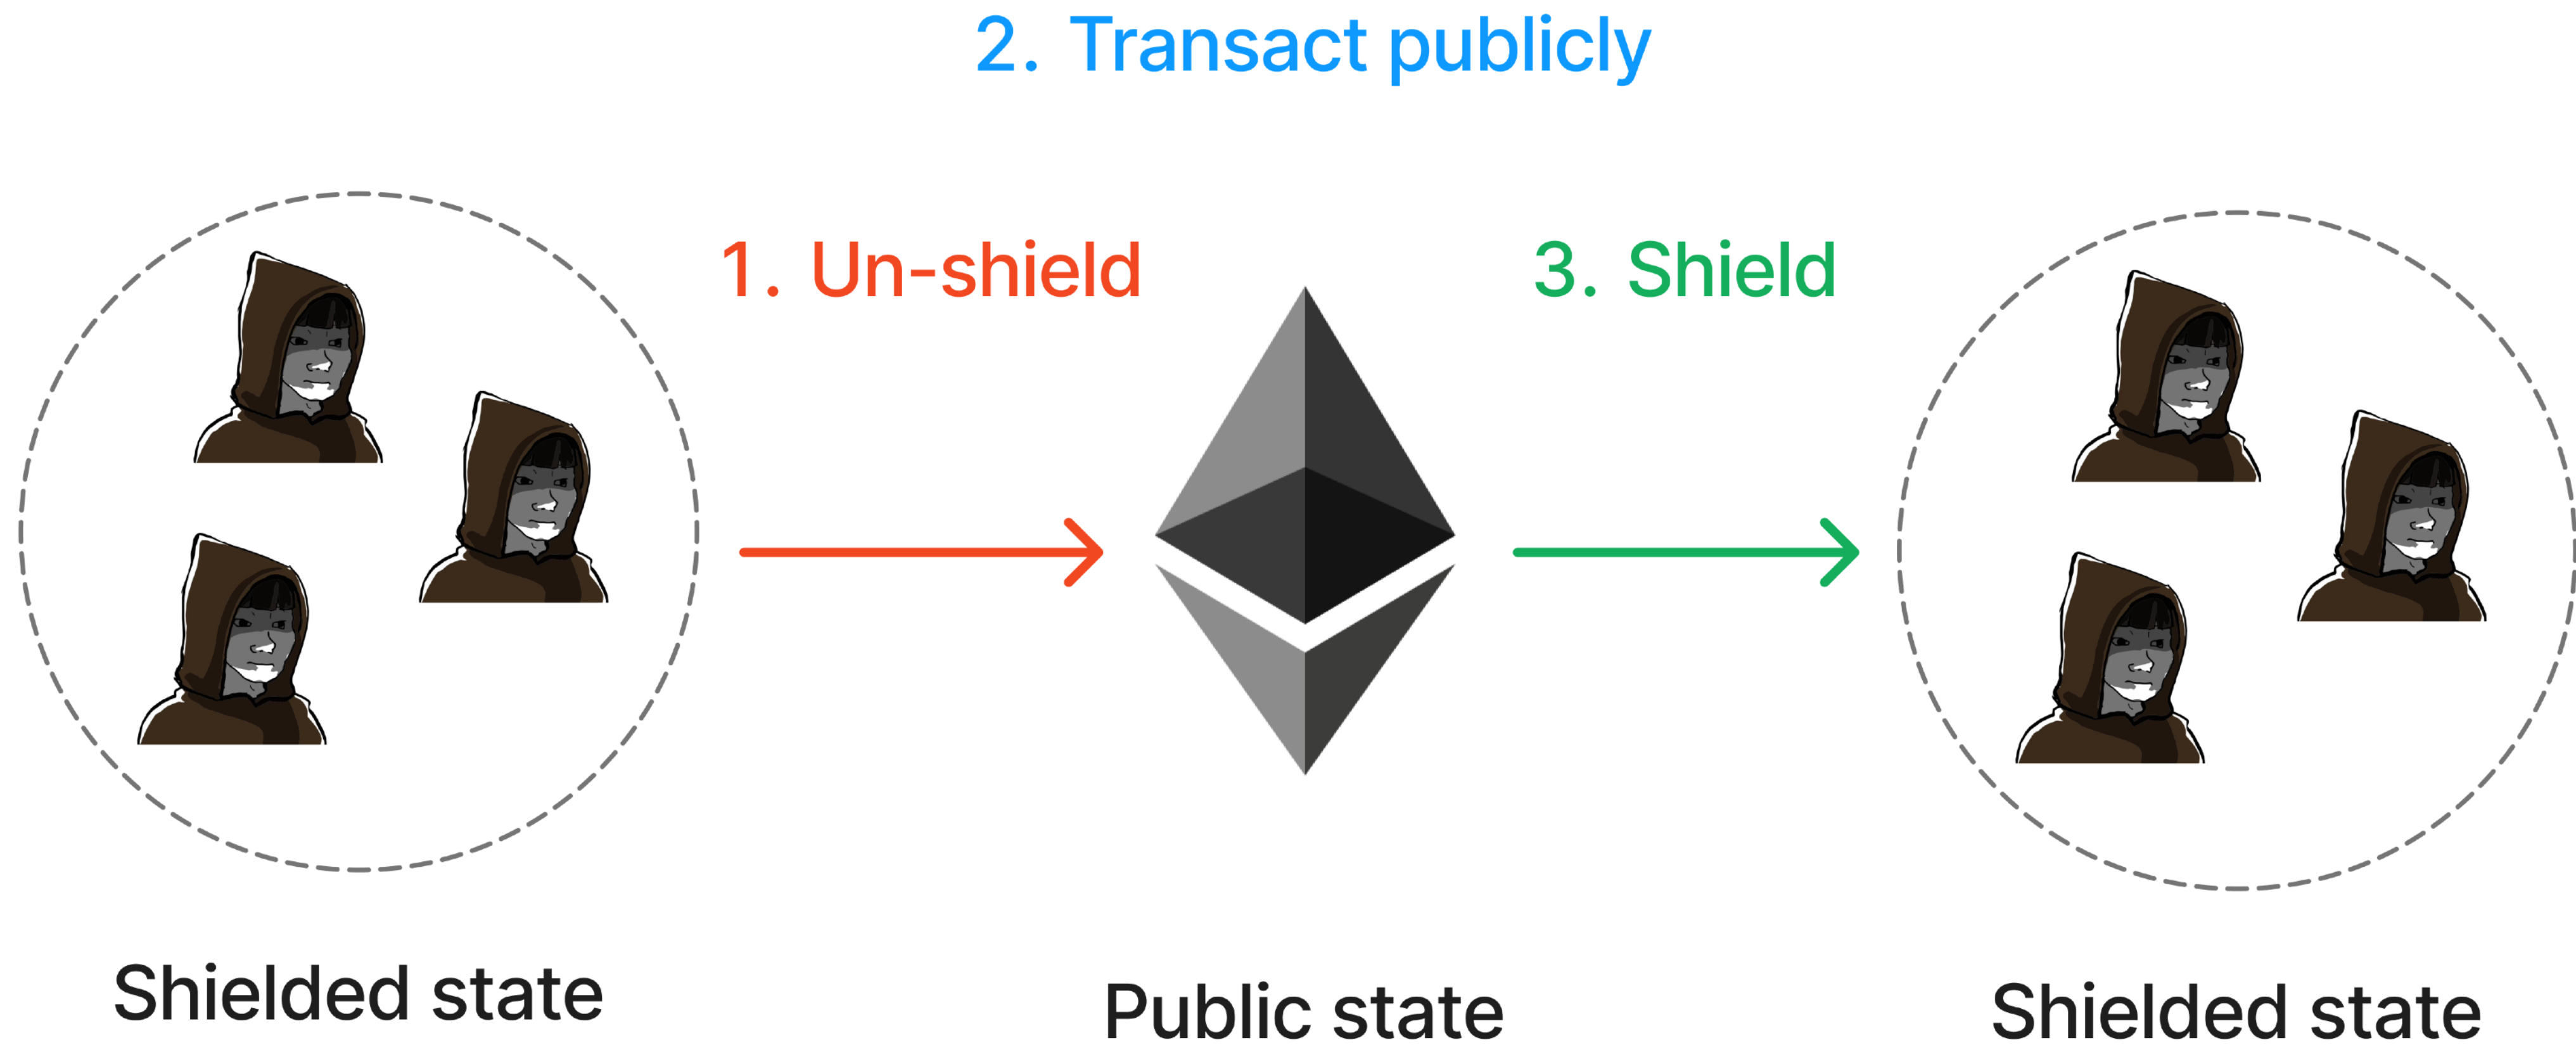 2. Transact publicly
1. Un-shield
3. Shield
Shielded state
Public state
Shielded state